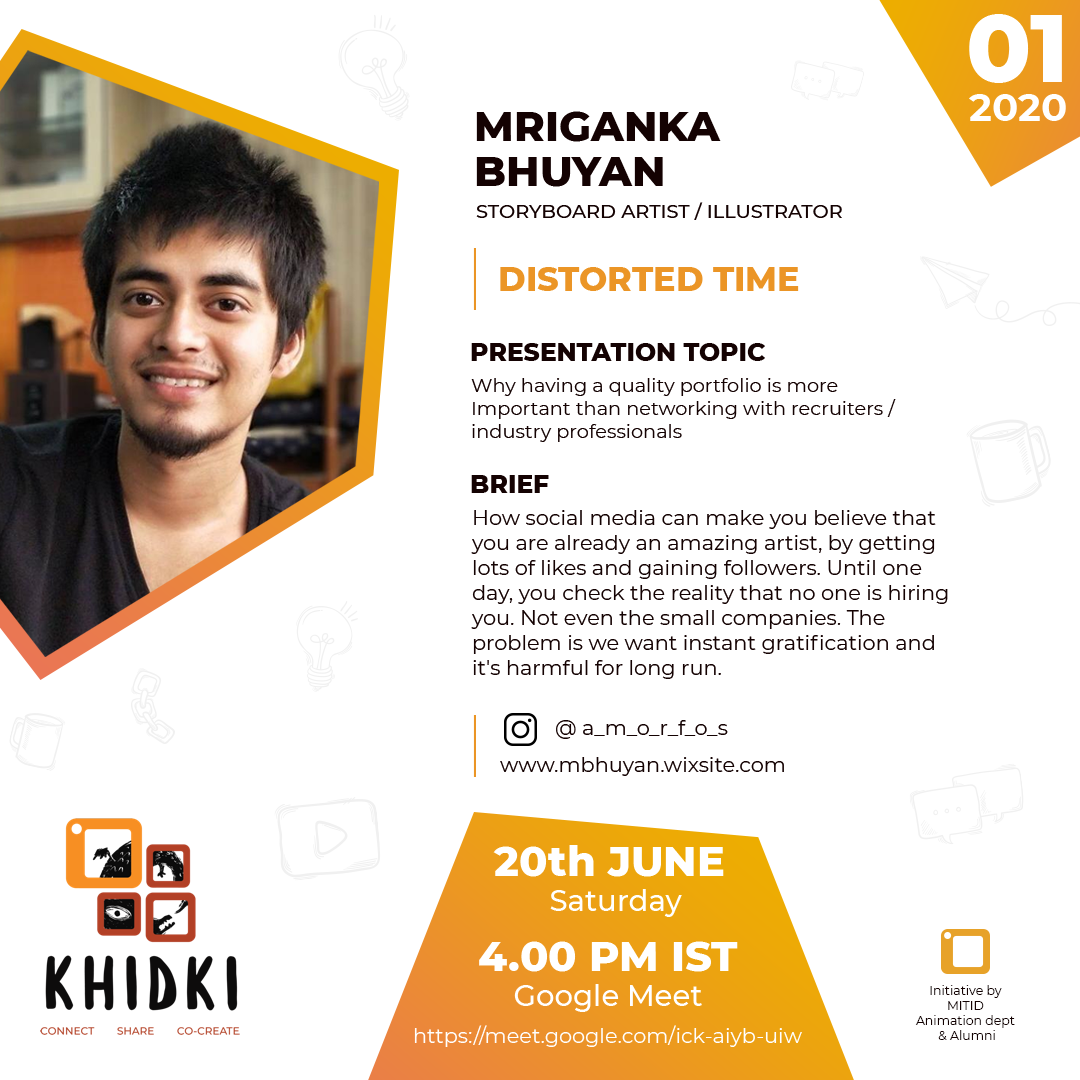 01
2020
MRIGANKA
BHUYAN
STORYBOARD ARTIST / ILLUSTRATOR
DISTORTED TIME
PRESENTATION TOPIC
Why having a quality portfolio is more
Important than networking with recruiters /
industry professionals
BRIEF
How social media can make you believe that
you are already an amazing artist, by getting
lots of likes and gaining followers. Until one
day, you check the reality that no one is hiring
you. Not even the small companies. The
problem is we want instant gratification and
it's harmful for long run.
@ a_m_o_r_f_o_s
www.mbhuyan.wixsite.com
KHIDKI
CONNECT SHARE CO-CREATE
20th JUNE
Saturday
4.00 PM IST
Google Meet
https://meet.google.com/ick-aiyb-uiw
Initiative by
MITID
Animation dept
& Alumni